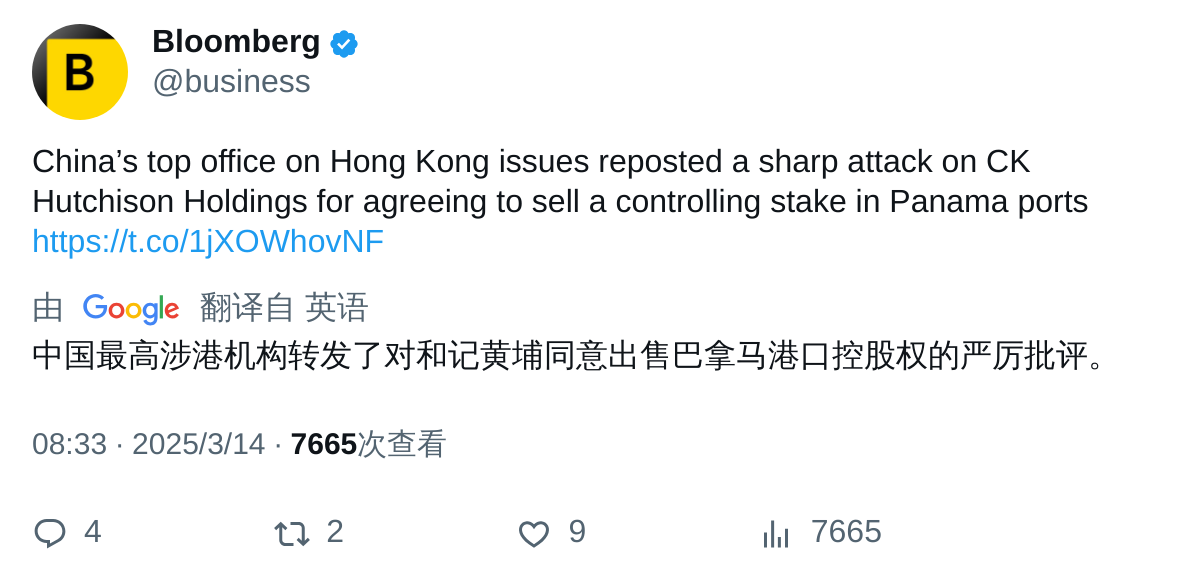 B
Bloomberg
@business
China’s top office on Hong Kong issues reposted a sharp attack on CK
Hutchison Holdings for agreeing to sell a controlling stake in Panama ports
https://t.co/1jXOWhovNF
由 Google 翻译自 英语
中国最高涉港机构转发了对和记黄埔同意出售巴拿马港口控股权的严厉批评。
08:33 · 2025/3/14 · 7665次查看
4 2 9 7665